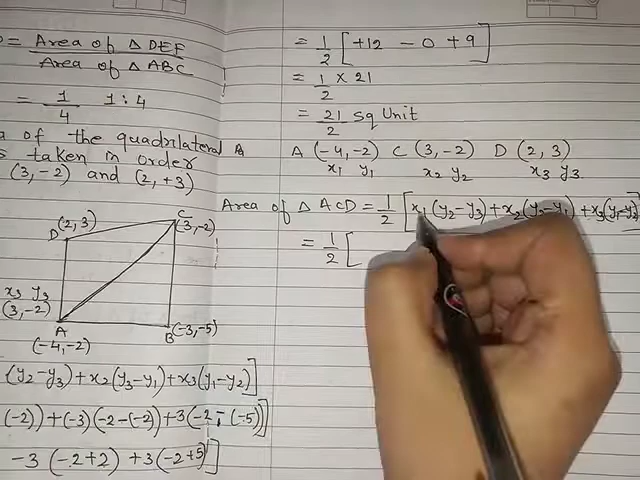 = Area of Δ DEF
Area of Δ ABC
= 1/4 1:4
of the quadrilateral
taken in order
(3,-2) and (2,+3)
D (2, 3)
C (3,-2)
x3 y3
(3,-2)
A
(-4,-2)
B (-3,-5)
(y2-y3)+x2(y3-y1)+x3(y1-y2)]
(-2))+(-3)(-2-(-2))+3(-2-(-5))]
-3 (-2+2) +3(-2+5)]
= 1/2 [+12 - 0 +9]
= 1/2 × 21
= 21/2 sq Unit
A (-4,-2) C (3,-2) D (2, 3)
x1 y1 x2 y2 x3 y3
Area of Δ ACD = 1/2 [x1(y2-y3)+x2(y3-y1)+x3(y1-y2)]
= 1/2 [